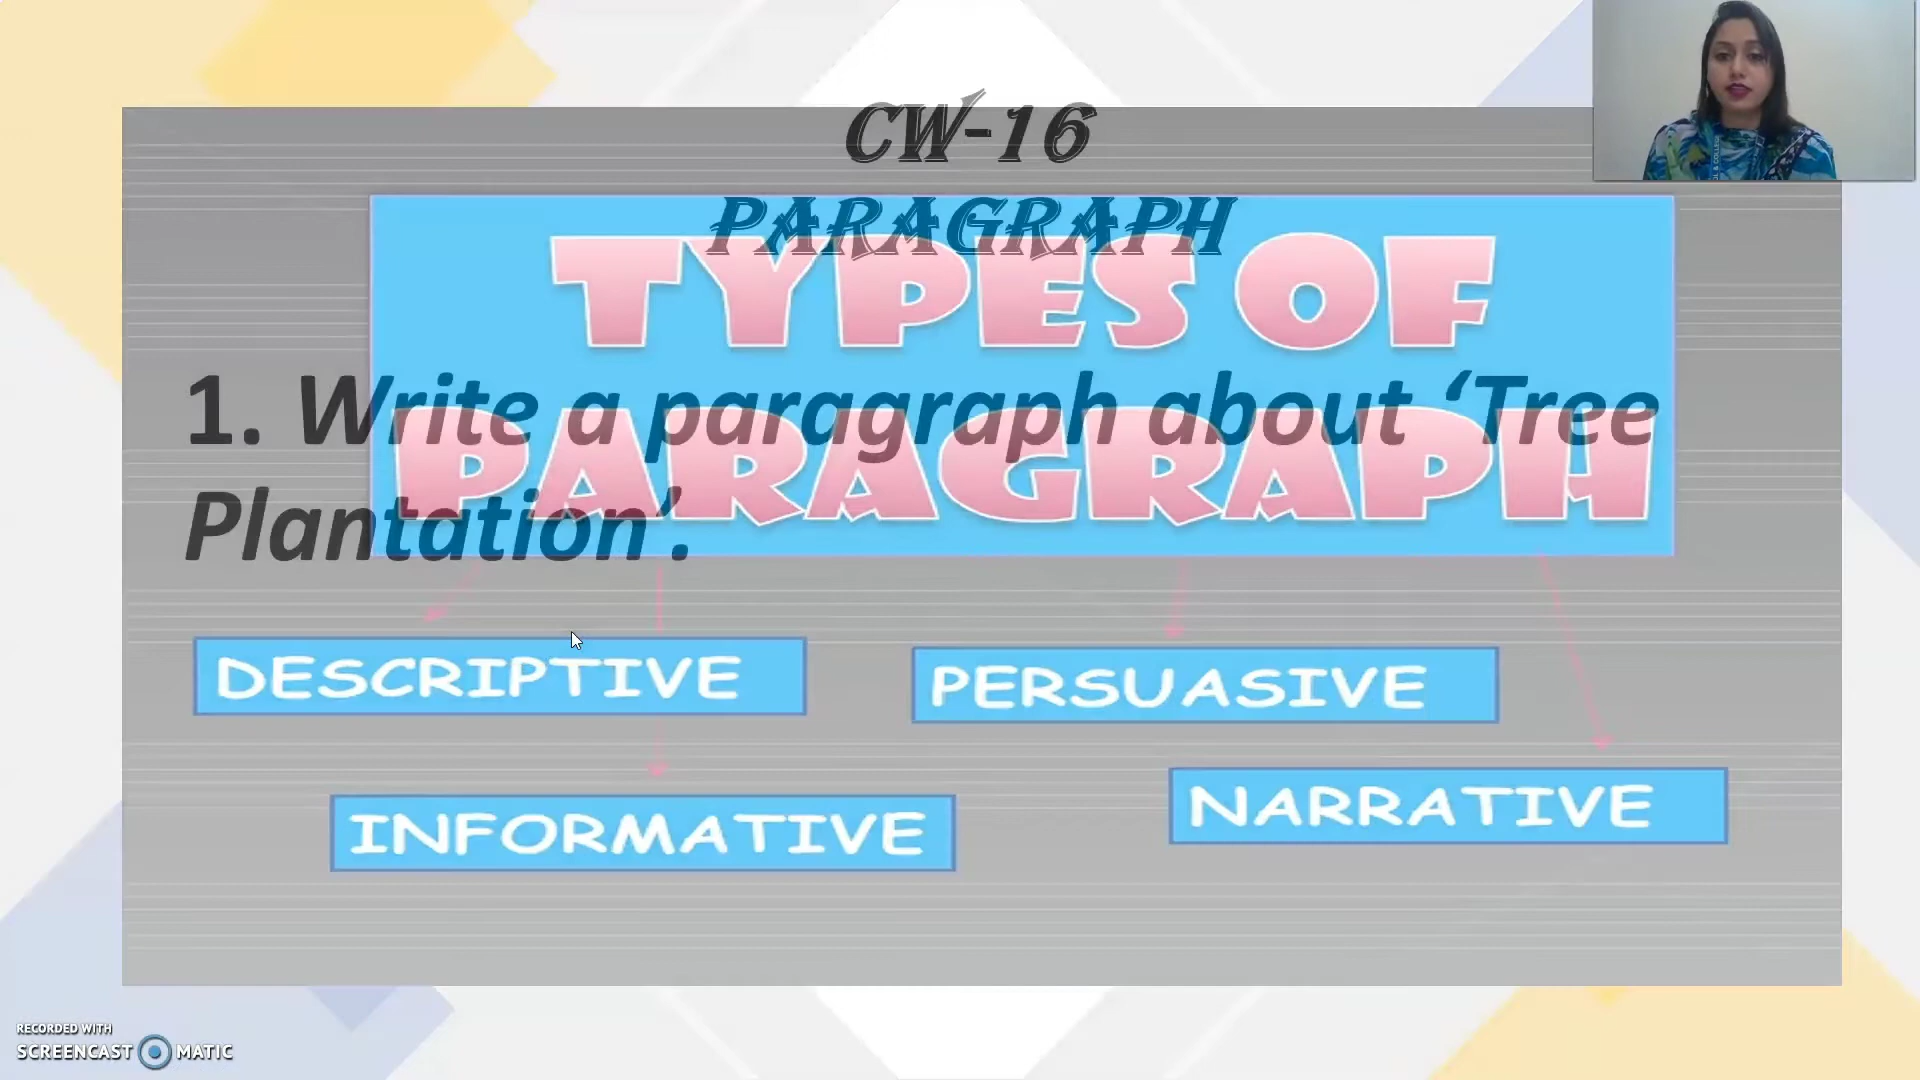 CW-16
PARAGRAPH
TYPES OF
PARAGRAPH
1. Write a paragraph about ‘Tree
Plantation’.
DESCRIPTIVE
PERSUASIVE
INFORMATIVE
NARRATIVE
RECORDED WITH
SCREENCAST MATIC